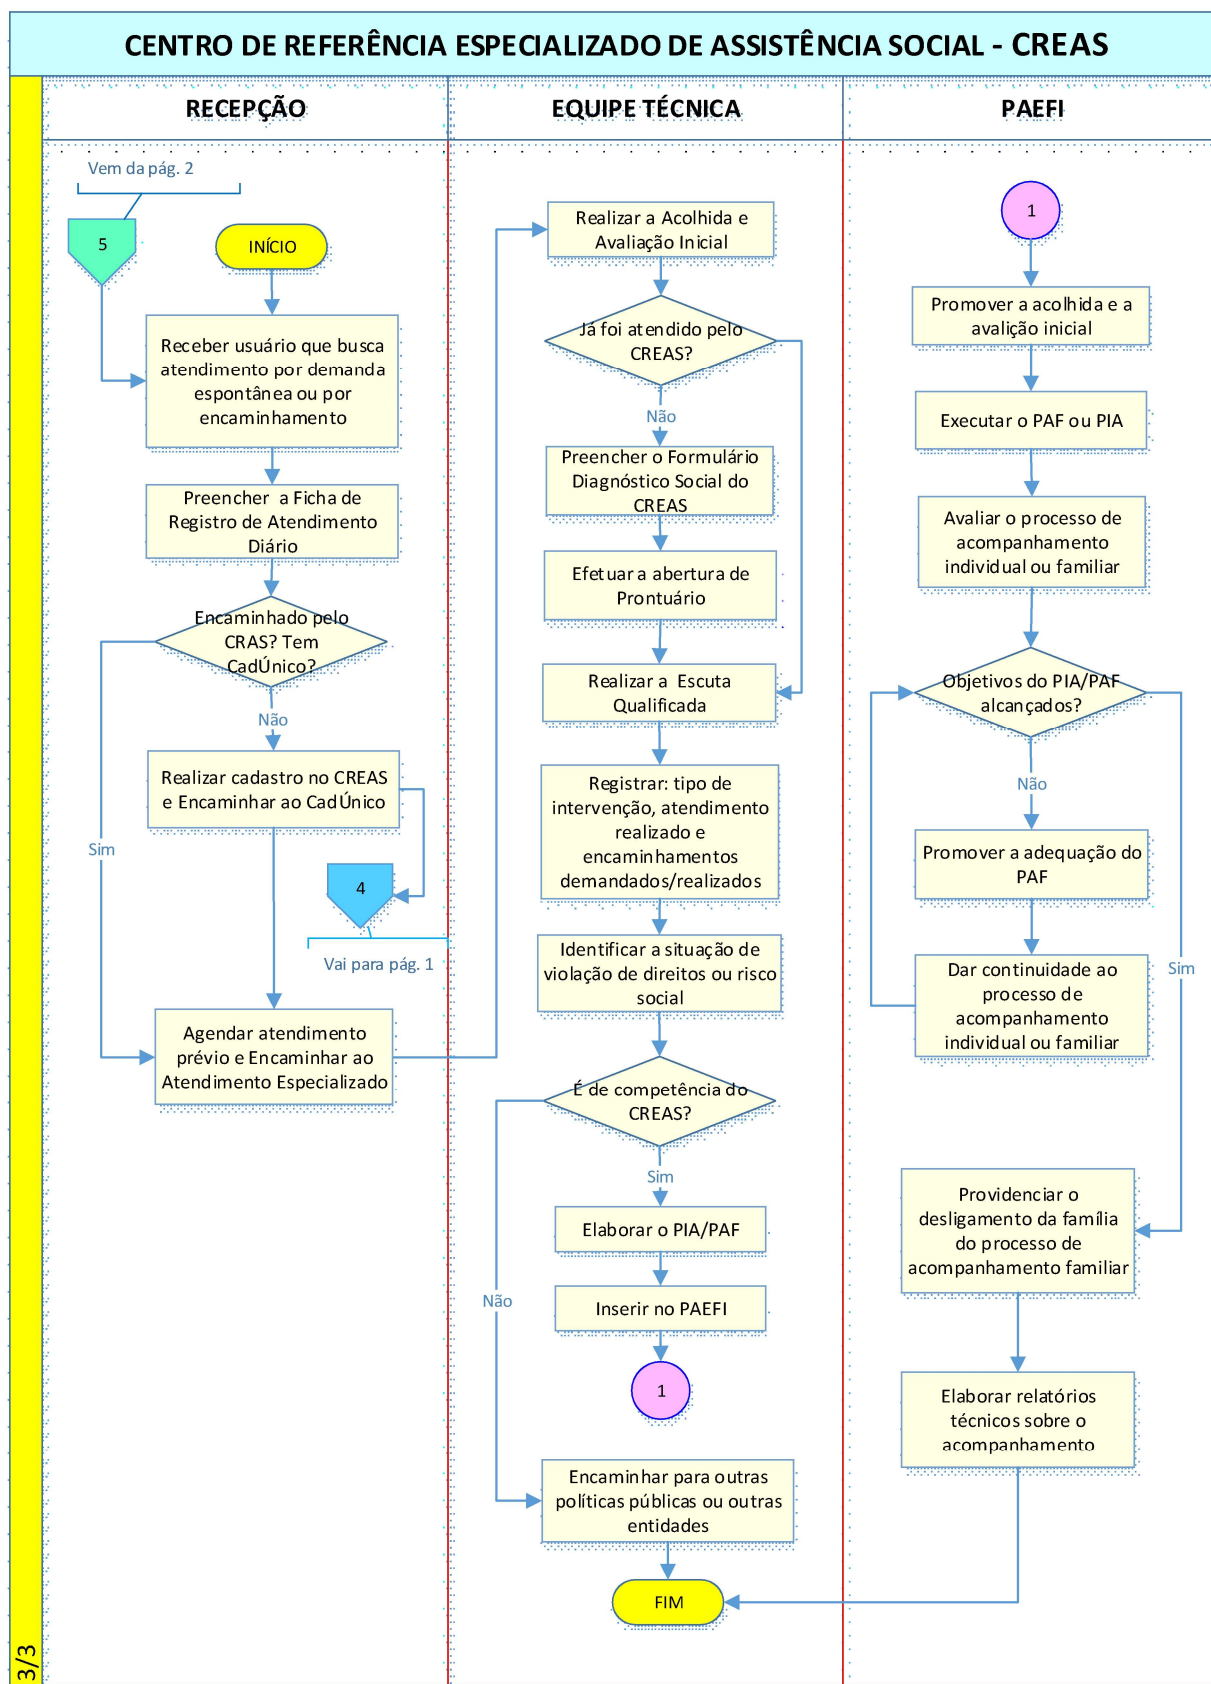 CENTRO DE REFERÊNCIA ESPECIALIZADO DE ASSISTÊNCIA SOCIAL - CREAS
RECEPÇÃO
EQUIPE TÉCNICA
PAEFI
Vem da pág. 2
5
INÍCIO
Receber usuário que busca
atendimento por demanda
espontânea ou por
encaminhamento
Preencher a Ficha de
Registro de Atendimento
Diário
Encaminhado pelo
CRAS? Tem
CadÚnico?
Não
Realizar cadastro no CREAS
e Encaminhar ao CadÚnico
Sim
4
Vai para pág. 1
Agendar atendimento
prévio e Encaminhar ao
Atendimento Especializado
Realizar a Acolhida e
Avaliação Inicial
Já foi atendido pelo
CREAS?
Não
Preencher o Formulário
Diagnóstico Social do
CREAS
Efetuar a abertura de
Prontuário
Realizar a Escuta
Qualificada
Registrar: tipo de
intervenção, atendimento
realizado e
encaminhamentos
demandados/realizados
Identificar a situação de
violação de direitos ou risco
social
É de competência do
CREAS?
Sim
Elaborar o PIA/PAF
Não
Inserir no PAEFI
1
Encaminhar para outras
políticas públicas ou outras
entidades
FIM
1
Promover a acolhida e a
avalição inicial
Executar o PAF ou PIA
Avaliar o processo de
acompanhamento
individual ou familiar
Objetivos do PIA/PAF
alcançados?
Não
Promover a adequação do
PAF
Dar continuidade ao
processo de
acompanhamento
individual ou familiar
Sim
Providenciar o
desligamento da família
do processo de
acompanhamento familiar
Elaborar relatórios
técnicos sobre o
acompanhamento
3/3